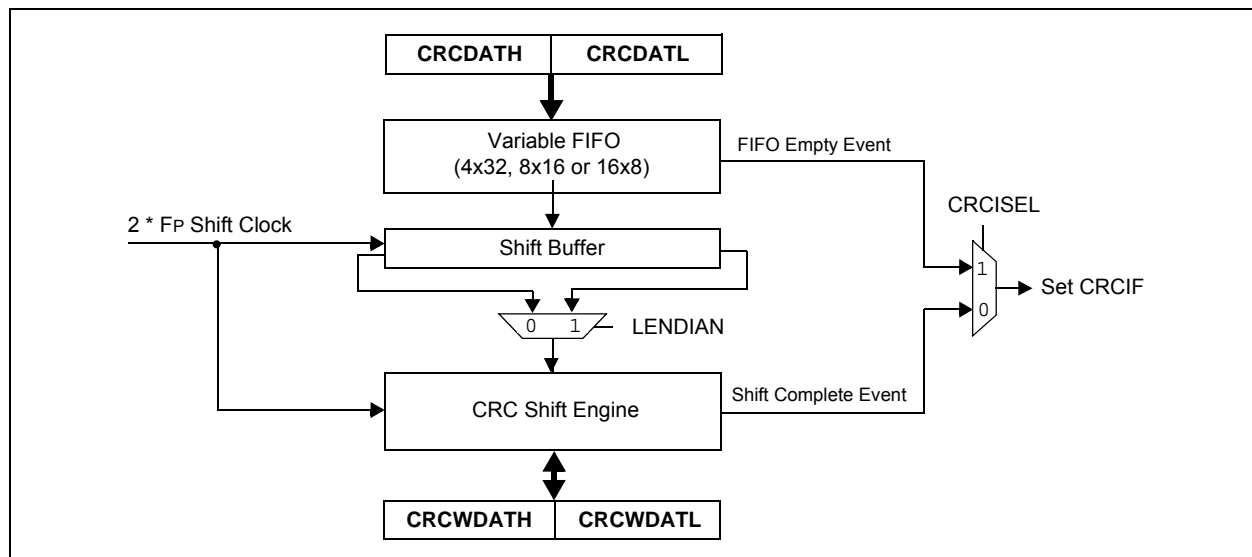 CRCDATH CRCDATL
Variable FIFO
(4x32, 8x16 or 16x8)
FIFO Empty Event
CRCISEL
2 * FP Shift Clock
Shift Buffer
1
Set CRCIF
0 1
LENDIAN
0
CRC Shift Engine
Shift Complete Event
CRCWDATH CRCWDATL